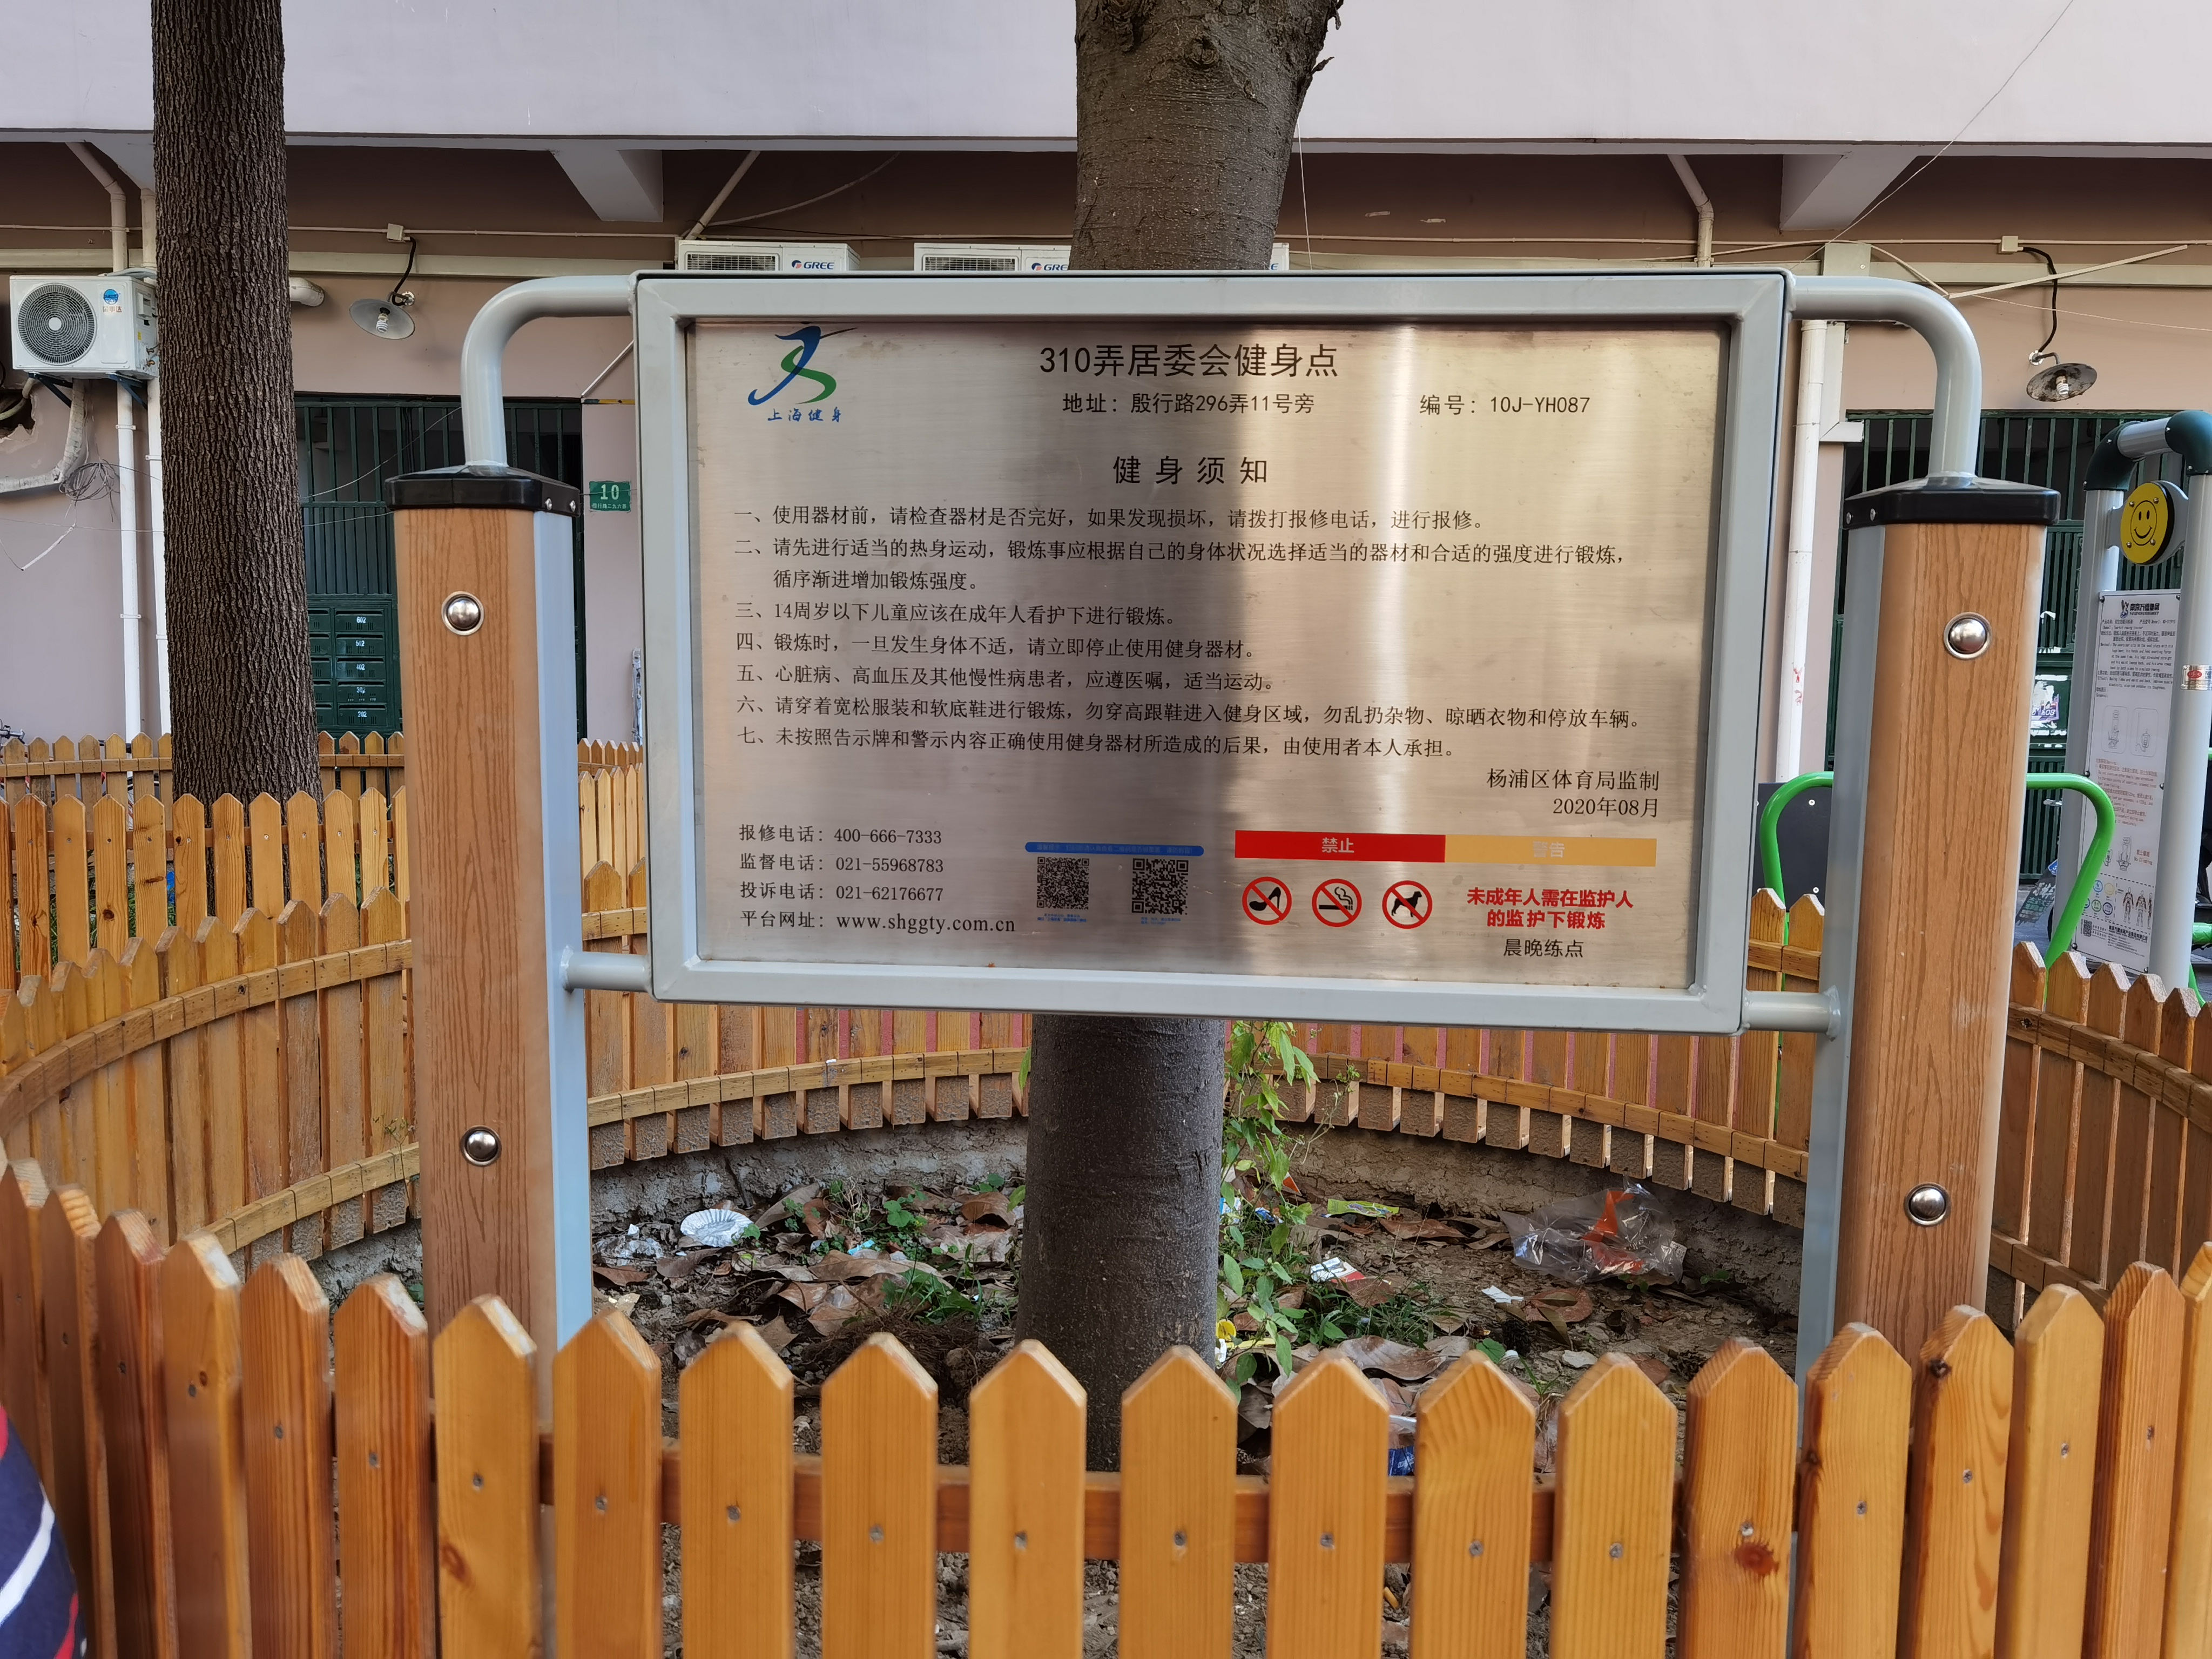 GREE
GREE
上海健身
310弄居委会健身点
地址：殷行路296弄11号旁
编号：10J-YH087
健身须知
一、使用器材前，请检查器材是否完好，如果发现损坏，请拨打报修电话，进行报修。
二、请先进行适当的热身运动，锻炼事应根据自己的身体状况选择适当的器材和合适的强度进行锻炼，
循序渐进增加锻炼强度。
三、14周岁以下儿童应该在成年人看护下进行锻炼。
四、锻炼时，一旦发生身体不适，请立即停止使用健身器材。
五、心脏病、高血压及其他慢性病患者，应遵医嘱，适当运动。
六、请穿着宽松服装和软底鞋进行锻炼，勿穿高跟鞋进入健身区域，勿乱扔杂物、晾晒衣物和停放车辆。
七、未按照告示牌和警示内容正确使用健身器材所造成的后果，由使用者本人承担。
杨浦区体育局监制
2020年08月
报修电话：400-666-7333
监督电话：021-55968783
投诉电话：021-62176677
平台网址：www.shggty.com.cn
禁止
警告
未成年人需在监护人
的监护下锻炼
晨晚练点
10
602
502
402
302
202